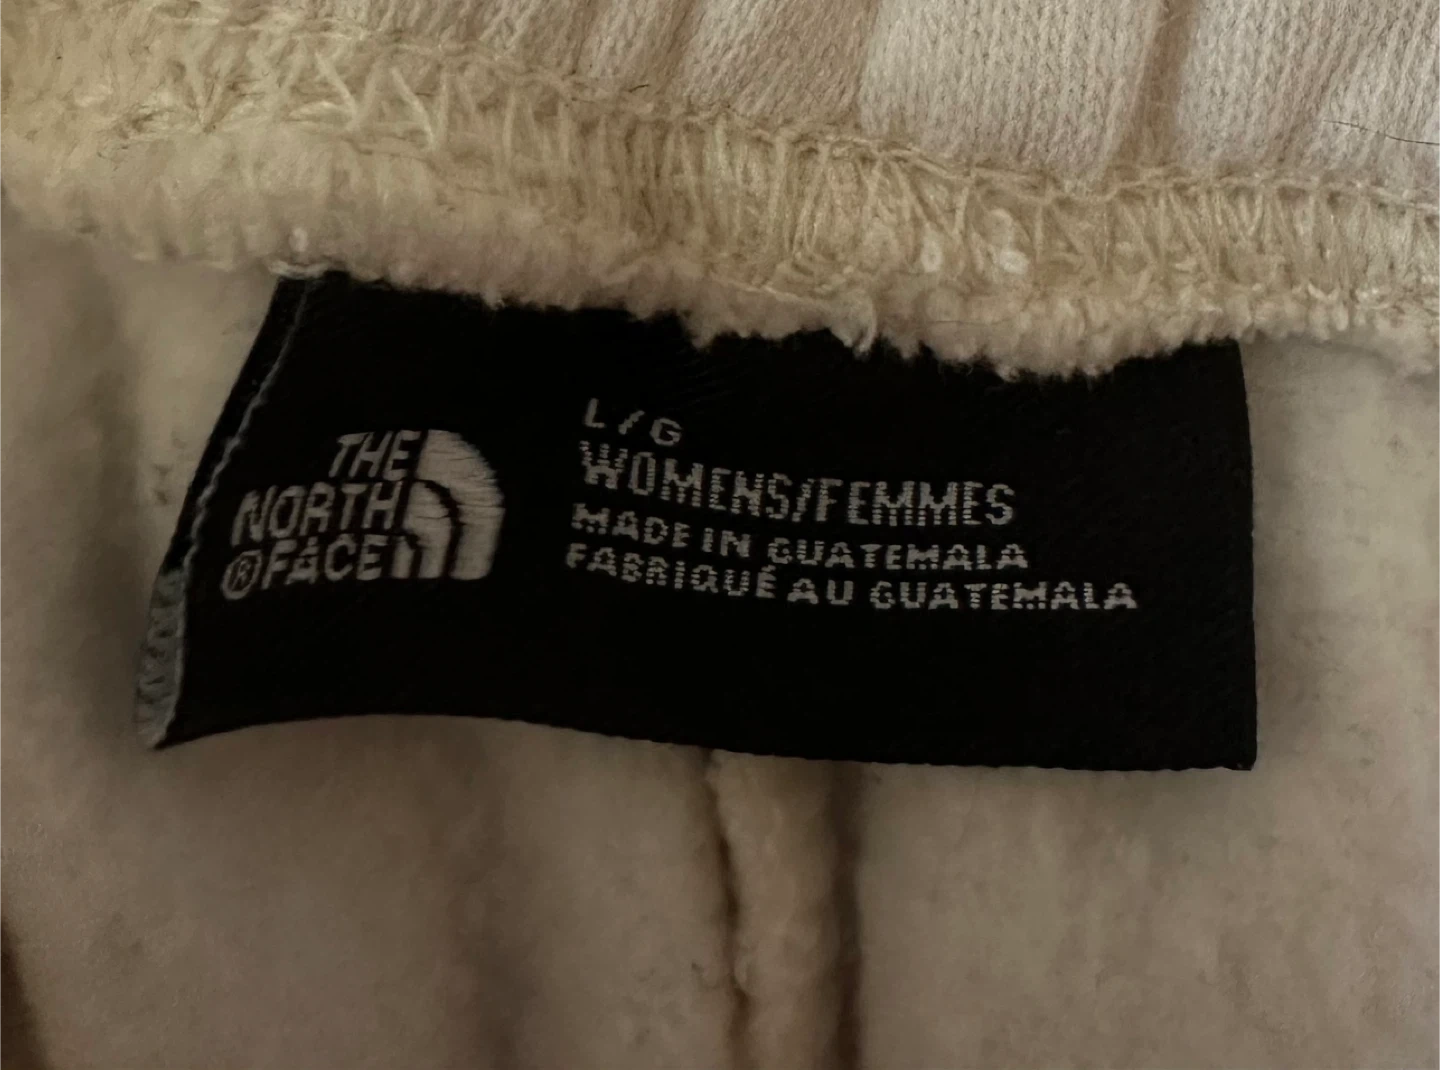 THE
NORTH
®FACE
L/G
WOMENS/FEMMES
MADE IN GUATEMALA
FABRIQUÉ AU GUATEMALA